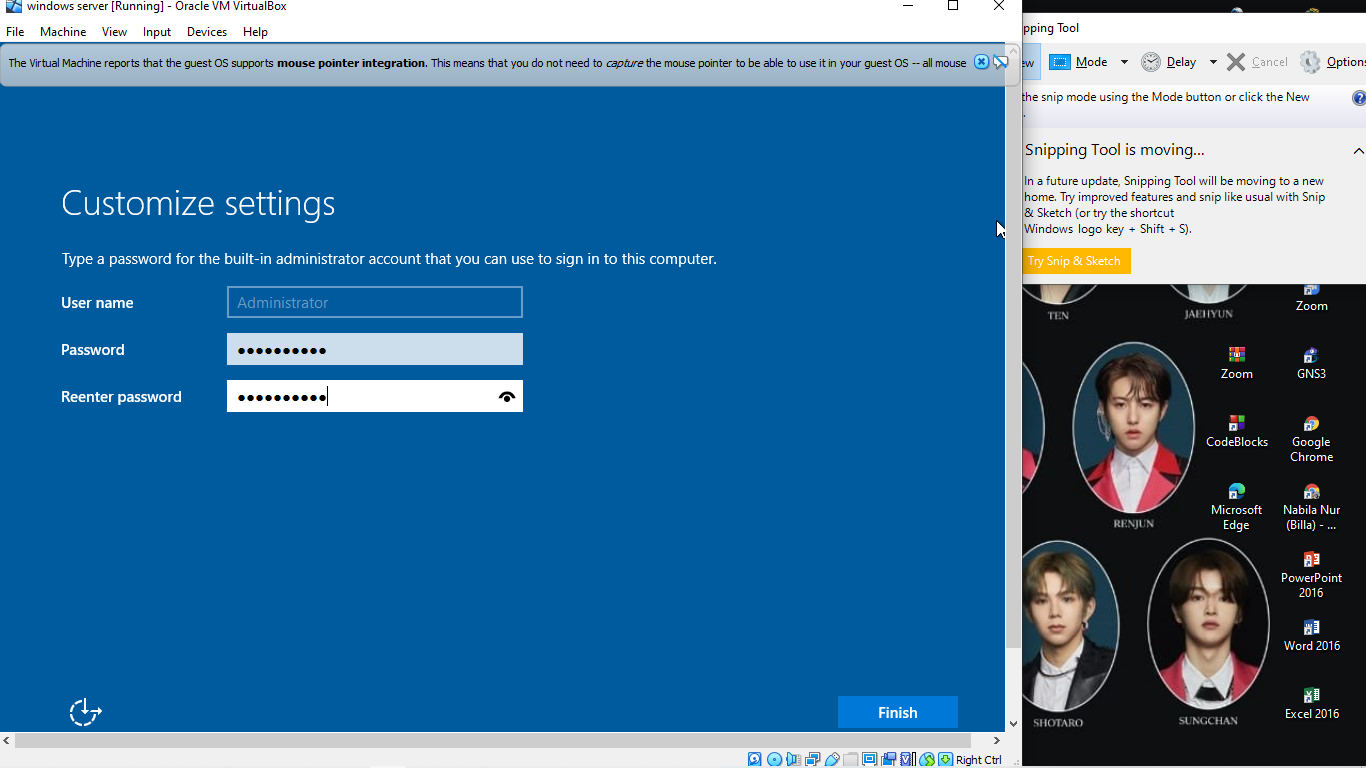 windows server [Running] - Oracle VM VirtualBox
File Machine View Input Devices Help
The Virtual Machine reports that the guest OS supports mouse pointer integration. This means that you do not need to capture the mouse pointer to be able to use it in your guest OS -- all mouse
Customize settings
Type a password for the built-in administrator account that you can use to sign in to this computer.
User name
Administrator
Password
Reenter password
Finish
Right Ctrl
pping Tool
ew Mode Delay Cancel Options
the snip mode using the Mode button or click the New
.
Snipping Tool is moving...
In a future update, Snipping Tool will be moving to a new
home. Try improved features and snip like usual with Snip
& Sketch (or try the shortcut
Windows logo key + Shift + S).
Try Snip & Sketch
TEN
JAEHYUN
Zoom
Zoom
GNS3
CodeBlocks
Google
Chrome
Microsoft
Edge
Nabila Nur
(Billa) - ...
RENJUN
PowerPoint
2016
Word 2016
Excel 2016
SHOTARO
SUNGCHAN